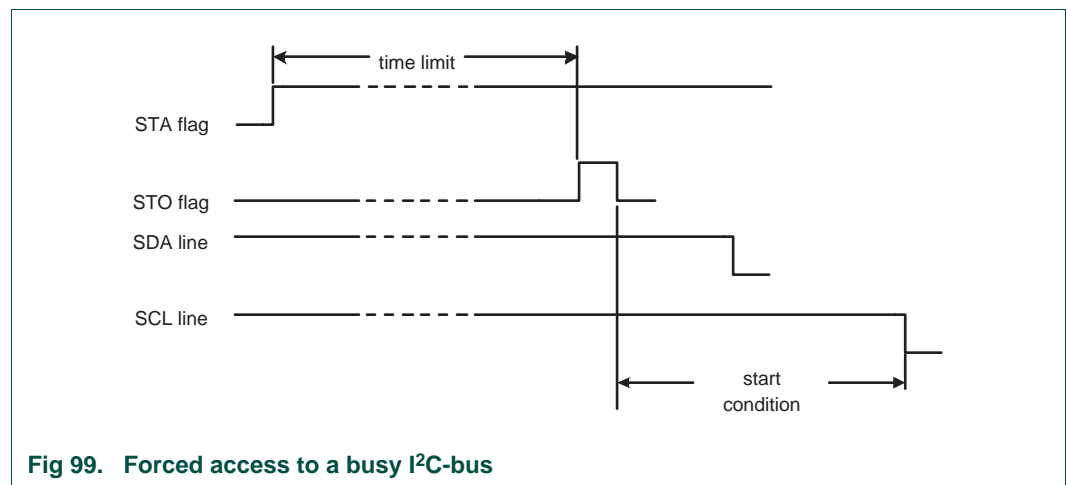 time limit
STA flag
STO flag
SDA line
SCL line
start
condition
Fig 99. Forced access to a busy I²C-bus